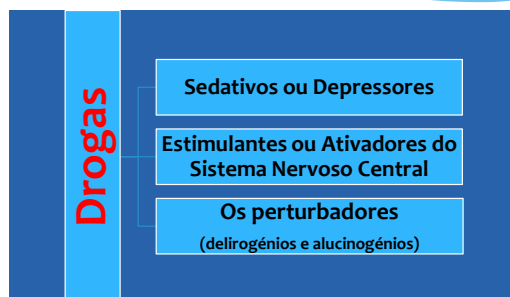 Drogas
Sedativos ou Depressores
Estimulantes ou Ativadores do
Sistema Nervoso Central
Os perturbadores
(delirogénios e alucinogénios)